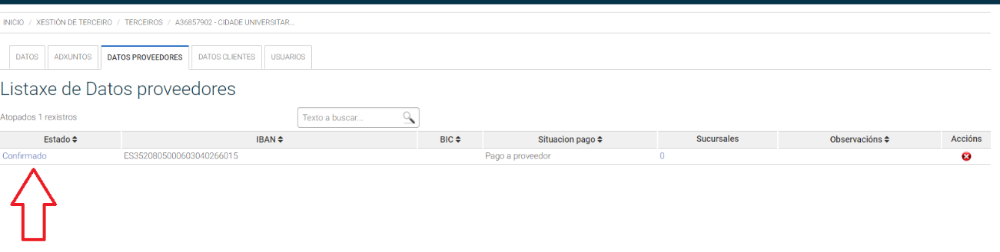 INICIO / XESTIÓN DE TERCEIRO / TERCEIROS / A36857902 - CIDADE UNIVERSITAR...
DATOS ADXUNTOS DATOS PROVEEDORES DATOS CLIENTES USUARIOS
Listaxe de Datos proveedores
Atopados 1 rexistros Texto a buscar...
Estado IBAN BIC Situacion pago Sucursales Observacións Accións
Confirmado ES3520805000603040266015 Pago a proveedor 0